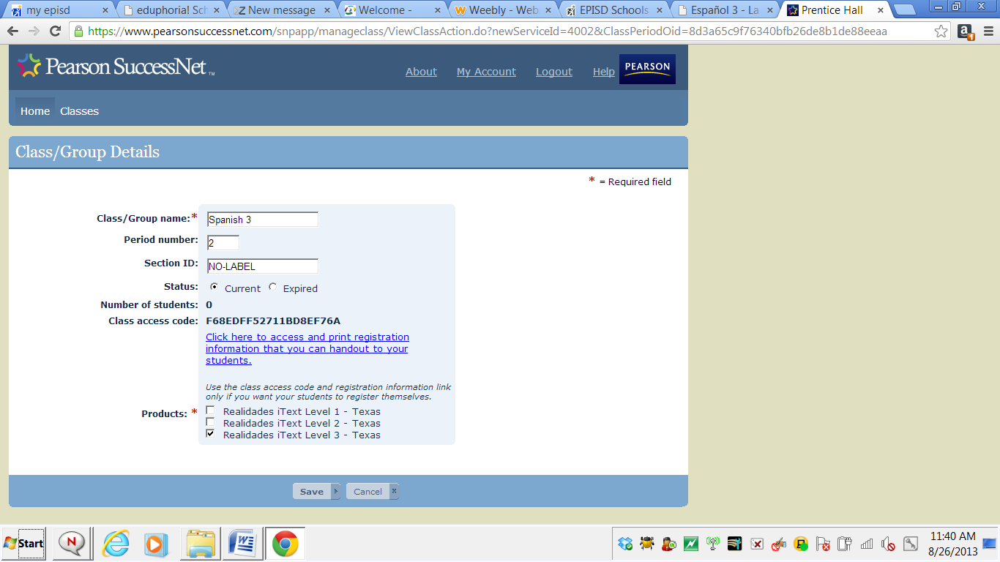 my episd
eduphoria! Sch
New message
Welcome -
Weebly - Web
EPISD Schools
Español 3 - La
Prentice Hall
https://www.pearsonsuccessnet.com/snpapp/manageclass/ViewClassAction.do?newServiceId=4002&ClassPeriodOid=8d3a65c9f76340bfb26de8b1de88eeaa
Pearson SuccessNet™
About My Account Logout Help PEARSON
Home Classes
Class/Group Details
* = Required field
Class/Group name:* Spanish 3
Period number: 2
Section ID: NO-LABEL
Status: Current Expired
Number of students: 0
Class access code: F68EDFF52711BD8EF76A
Click here to access and print registration
information that you can handout to your
students.
Use the class access code and registration information link
only if you want your students to register themselves.
Products: * Realidades iText Level 1 - Texas
Realidades iText Level 2 - Texas
Realidades iText Level 3 - Texas
Save Cancel
Start
11:40 AM
8/26/2013